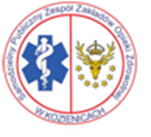 Samodzielny Publiczny Zespół Zakładów Opieki Zdrowotnej
W KOZIENICACH